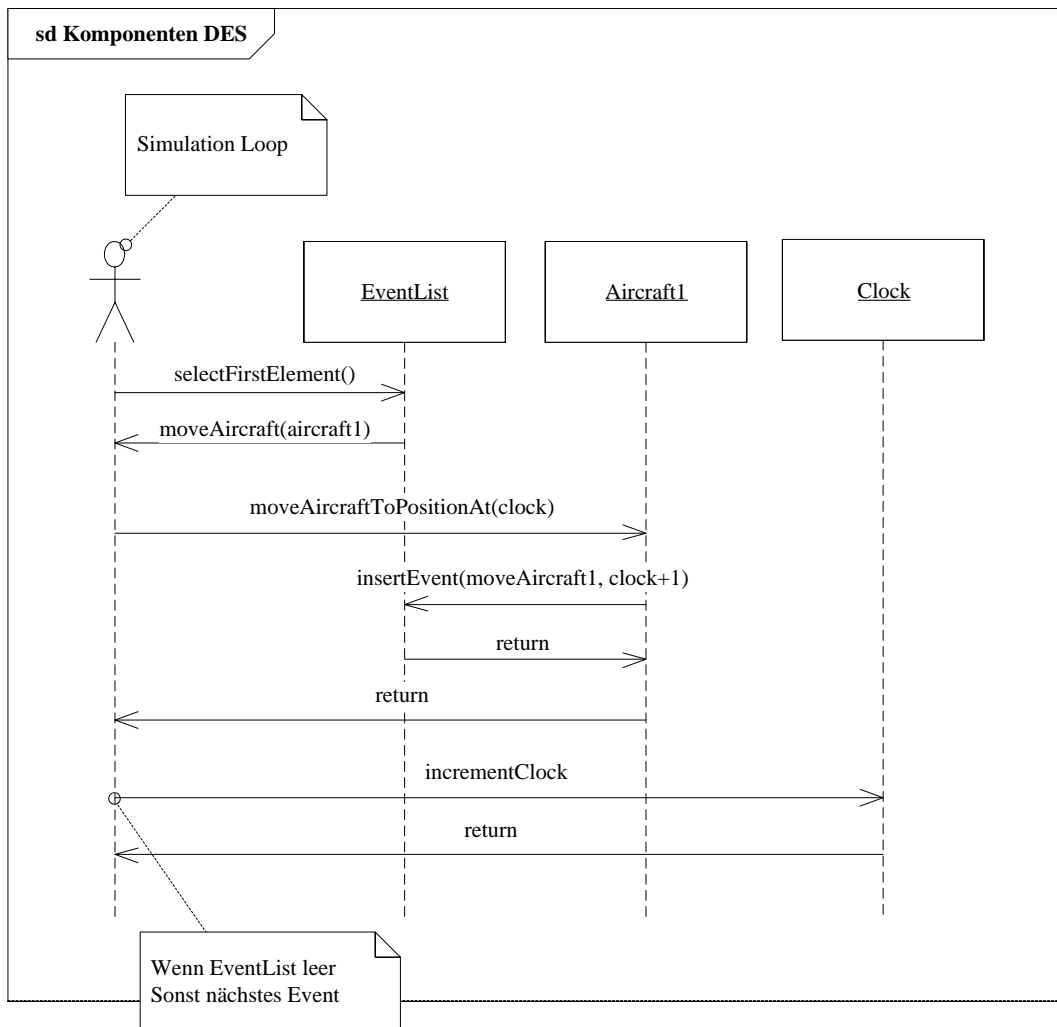 sd Komponenten DES
Simulation Loop
EventList
Aircraft1
Clock
selectFirstElement()
moveAircraft(aircraft1)
moveAircraftToPositionAt(clock)
insertEvent(moveAircraft1, clock+1)
return
return
incrementClock
return
Wenn EventList leer
Sonst nächstes Event